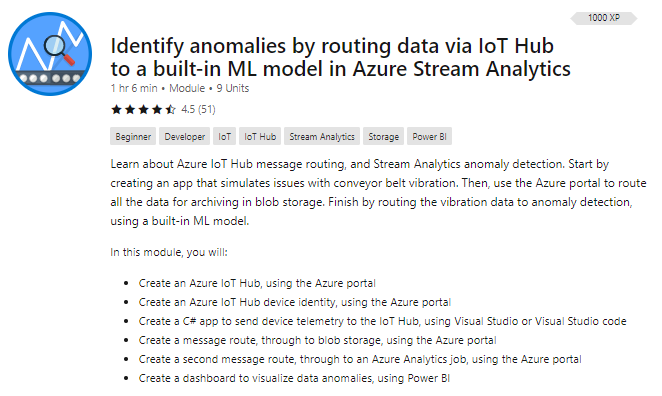 1000 XP
Identify anomalies by routing data via IoT Hub
to a built-in ML model in Azure Stream Analytics
1 hr 6 min • Module • 9 Units
4.5 (51)
Beginner Developer IoT IoT Hub Stream Analytics Storage Power BI
Learn about Azure IoT Hub message routing, and Stream Analytics anomaly detection. Start by
creating an app that simulates issues with conveyor belt vibration. Then, use the Azure portal to route
all the data for archiving in blob storage. Finish by routing the vibration data to anomaly detection,
using a built-in ML model.
In this module, you will:
• Create an Azure IoT Hub, using the Azure portal
• Create an Azure IoT Hub device identity, using the Azure portal
• Create a C# app to send device telemetry to the IoT Hub, using Visual Studio or Visual Studio code
• Create a message route, through to blob storage, using the Azure portal
• Create a second message route, through to an Azure Analytics job, using the Azure portal
• Create a dashboard to visualize data anomalies, using Power BI